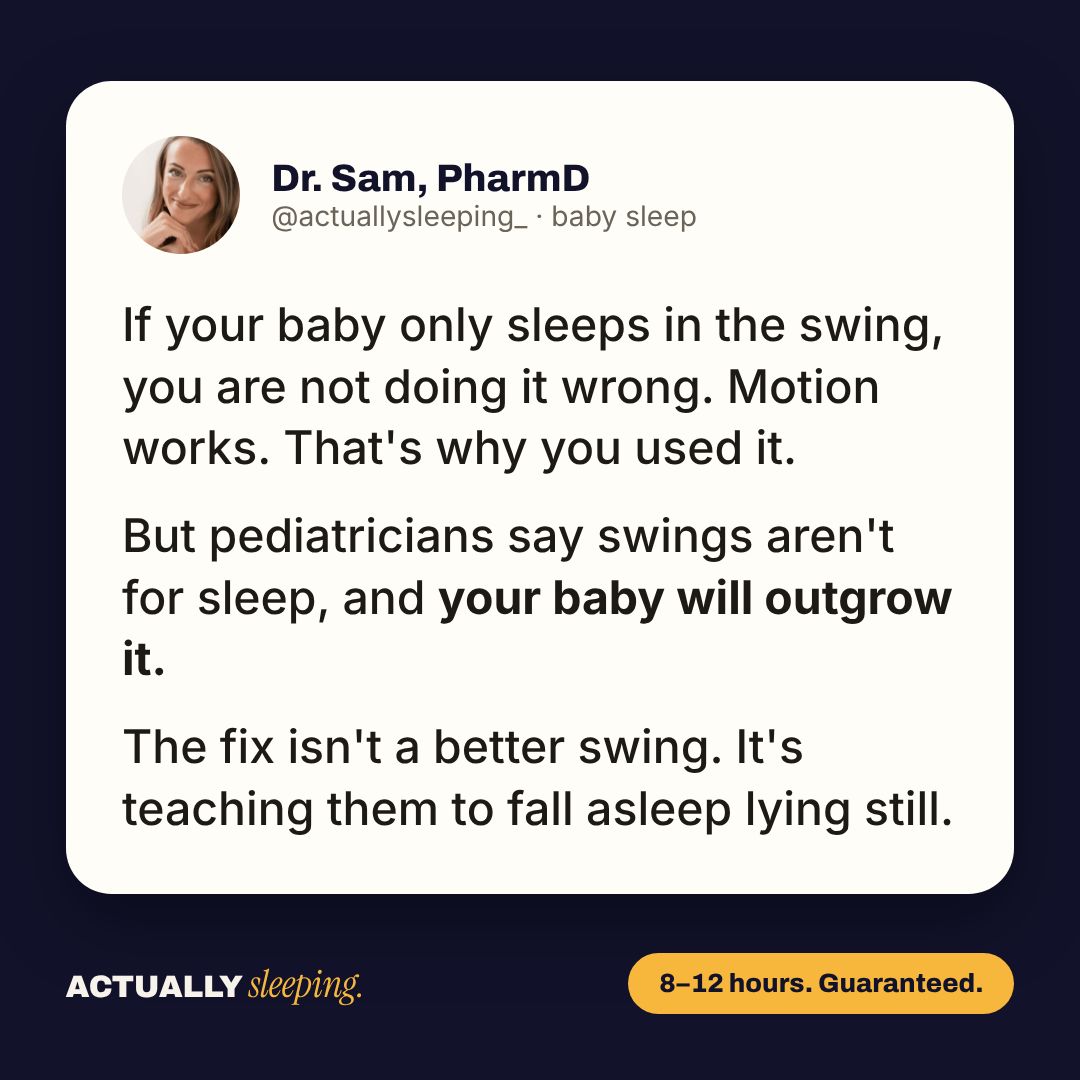 Dr. Sam, PharmD
@actuallysleeping_ · baby sleep
If your baby only sleeps in the swing,
you are not doing it wrong. Motion
works. That's why you used it.
But pediatricians say swings aren't
for sleep, and your baby will outgrow
it.
The fix isn't a better swing. It's
teaching them to fall asleep lying still.
ACTUALLY sleeping.
8–12 hours. Guaranteed.